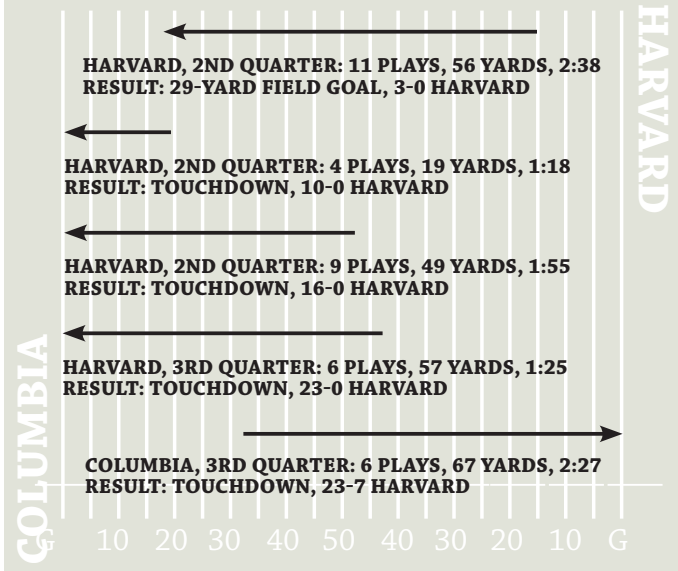 HARVARD
HARVARD, 2ND QUARTER: 11 PLAYS, 56 YARDS, 2:38
RESULT: 29-YARD FIELD GOAL, 3-0 HARVARD
HARVARD, 2ND QUARTER: 4 PLAYS, 19 YARDS, 1:18
RESULT: TOUCHDOWN, 10-0 HARVARD
HARVARD, 2ND QUARTER: 9 PLAYS, 49 YARDS, 1:55
RESULT: TOUCHDOWN, 16-0 HARVARD
HARVARD, 3RD QUARTER: 6 PLAYS, 57 YARDS, 1:25
RESULT: TOUCHDOWN, 23-0 HARVARD
COLUMBIA
COLUMBIA, 3RD QUARTER: 6 PLAYS, 67 YARDS, 2:27
RESULT: TOUCHDOWN, 23-7 HARVARD
G 10 20 30 40 50 40 30 20 10 G